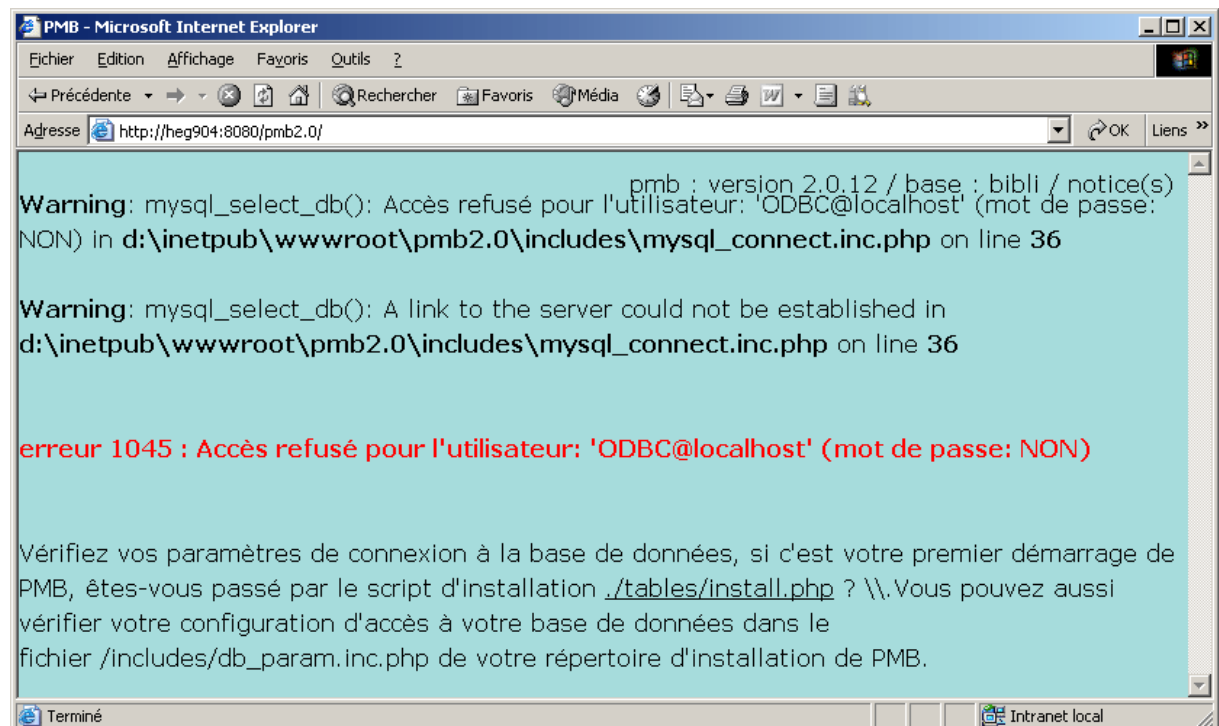 PMB - Microsoft Internet Explorer
Fichier Edition Affichage Favoris Outils ?
Précédente Rechercher Favoris Média
Adresse http://heg904:8080/pmb2.0/ OK Liens »
pmb : version 2.0.12 / base : bibli / notice(s)
Warning: mysql_select_db(): Accès refusé pour l'utilisateur: 'ODBC@localhost' (mot de passe:
NON) in d:\inetpub\wwwroot\pmb2.0\includes\mysql_connect.inc.php on line 36
Warning: mysql_select_db(): A link to the server could not be established in
d:\inetpub\wwwroot\pmb2.0\includes\mysql_connect.inc.php on line 36
erreur 1045 : Accès refusé pour l'utilisateur: 'ODBC@localhost' (mot de passe: NON)
Vérifiez vos paramètres de connexion à la base de données, si c'est votre premier démarrage de
PMB, êtes-vous passé par le script d'installation ./tables/install.php ? \\.Vous pouvez aussi
vérifier votre configuration d'accès à votre base de données dans le
fichier /includes/db_param.inc.php de votre répertoire d'installation de PMB.
Terminé Intranet local